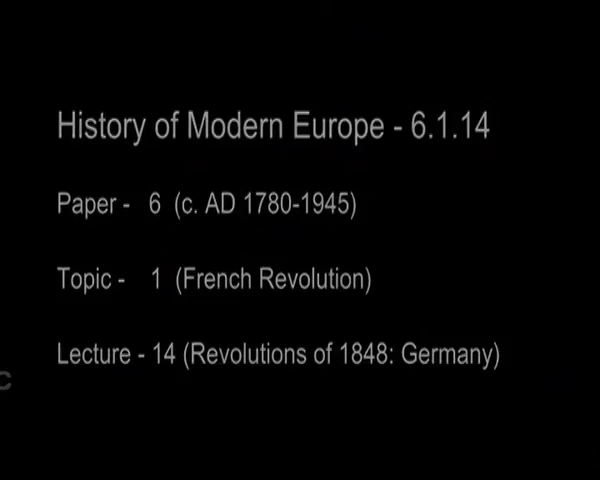 History of Modern Europe - 6.1.14
Paper - 6 (c. AD 1780-1945)
Topic - 1 (French Revolution)
Lecture - 14 (Revolutions of 1848: Germany)
c